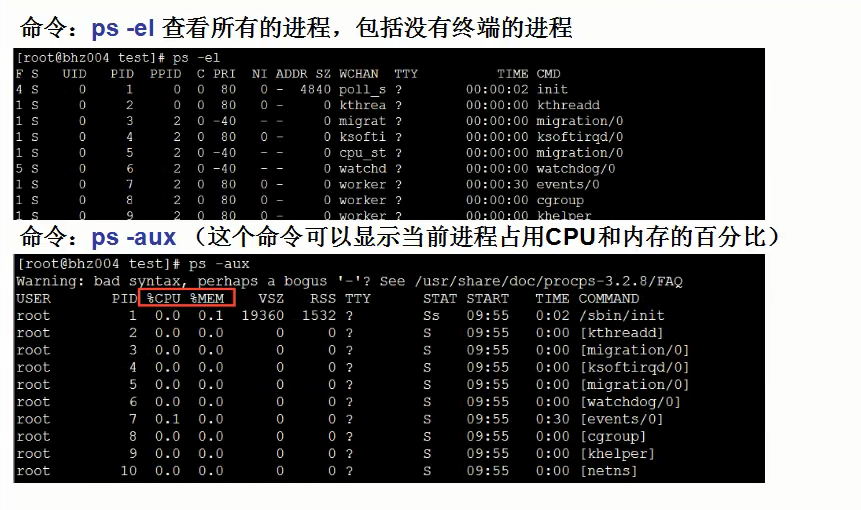 命令：ps -el 查看所有的进程，包括没有终端的进程
[root@bhz004 test]# ps -el
F S UID PID PPID C PRI NI ADDR SZ WCHAN TTY TIME CMD
4 S 0 1 0 0 80 0 - 4840 poll_s ? 00:00:02 init
1 S 0 2 0 0 80 0 - 0 kthrea ? 00:00:00 kthreadd
1 S 0 3 2 0 -40 - - 0 migrat ? 00:00:00 migration/0
1 S 0 4 2 0 80 0 - 0 ksofti ? 00:00:00 ksoftirqd/0
1 S 0 5 2 0 -40 - - 0 cpu_st ? 00:00:00 migration/0
5 S 0 6 2 0 -40 - - 0 watchd ? 00:00:00 watchdog/0
1 S 0 7 2 0 80 0 - 0 worker ? 00:00:30 events/0
1 S 0 8 2 0 80 0 - 0 worker ? 00:00:00 cgroup
1 S 0 9 2 0 80 0 - 0 worker ? 00:00:00 khelper
命令：ps -aux （这个命令可以显示当前进程占用CPU和内存的百分比）
[root@bhz004 test]# ps -aux
Warning: bad syntax, perhaps a bogus '-'? See /usr/share/doc/procps-3.2.8/FAQ
USER PID %CPU %MEM VSZ RSS TTY STAT START TIME COMMAND
root 1 0.0 0.1 19360 1532 ? Ss 09:55 0:02 /sbin/init
root 2 0.0 0.0 0 0 ? S 09:55 0:00 [kthreadd]
root 3 0.0 0.0 0 0 ? S 09:55 0:00 [migration/0]
root 4 0.0 0.0 0 0 ? S 09:55 0:00 [ksoftirqd/0]
root 5 0.0 0.0 0 0 ? S 09:55 0:00 [migration/0]
root 6 0.0 0.0 0 0 ? S 09:55 0:00 [watchdog/0]
root 7 0.1 0.0 0 0 ? S 09:55 0:30 [events/0]
root 8 0.0 0.0 0 0 ? S 09:55 0:00 [cgroup]
root 9 0.0 0.0 0 0 ? S 09:55 0:00 [khelper]
root 10 0.0 0.0 0 0 ? S 09:55 0:00 [netns]